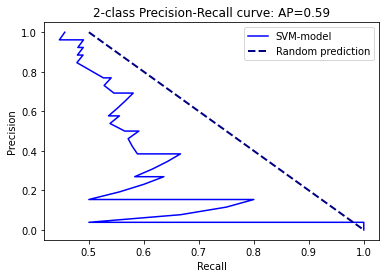 2-class Precision-Recall curve: AP=0.59
SVM-model
Random prediction
Precision
1.0
0.8
0.6
0.4
0.2
0.0
0.5
0.6
0.7
0.8
0.9
1.0
Recall